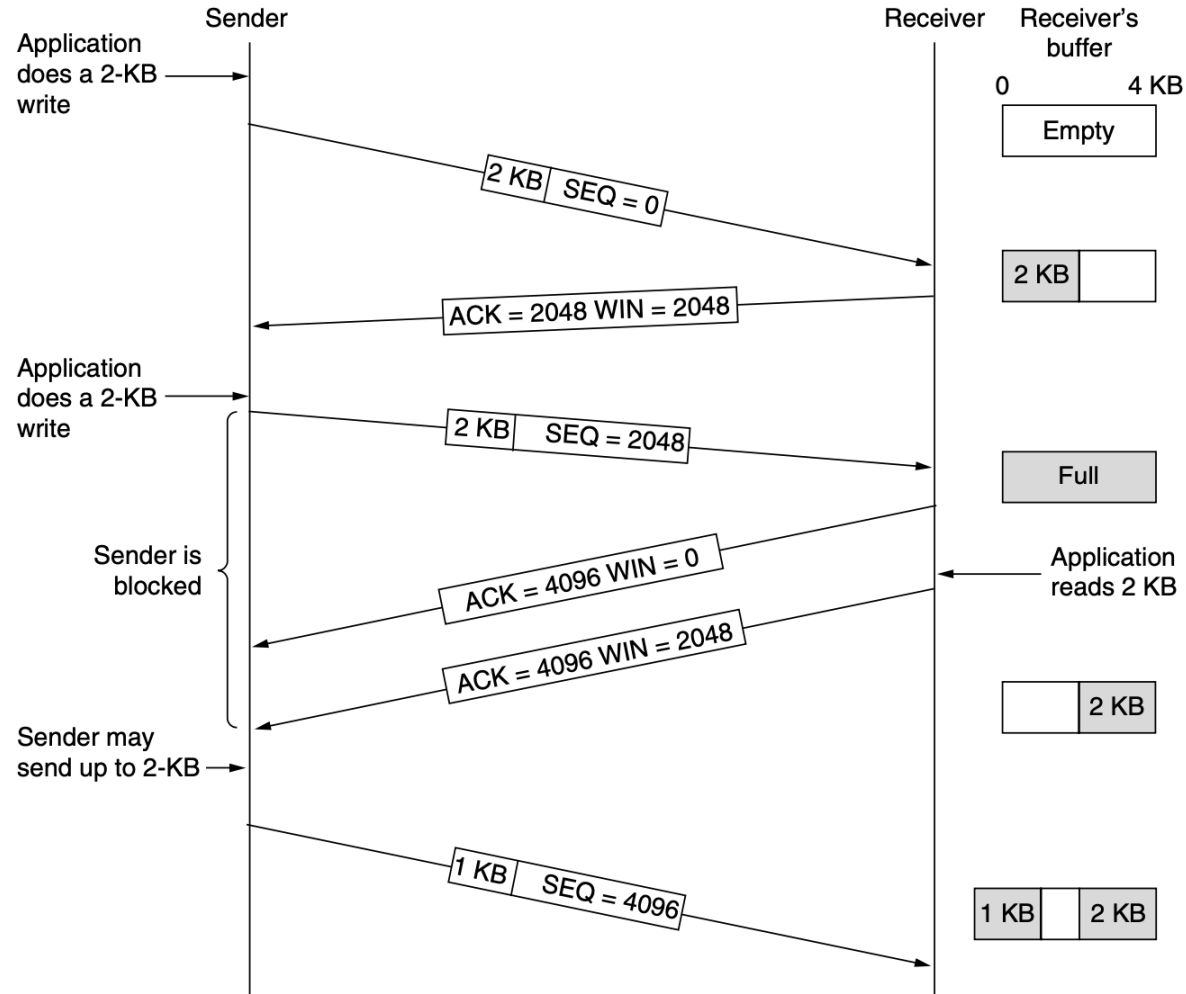 Sender
Receiver
Receiver’s
buffer
Application
does a 2-KB
write
0
4 KB
Empty
2 KB
SEQ = 0
2 KB
ACK = 2048 WIN = 2048
Application
does a 2-KB
write
2 KB
SEQ = 2048
Full
Sender is
blocked
ACK = 4096 WIN = 0
Application
reads 2 KB
ACK = 4096 WIN = 2048
2 KB
Sender may
send up to 2-KB
1 KB
SEQ = 4096
1 KB
2 KB